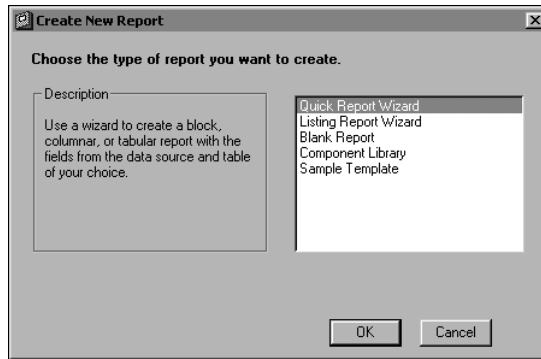 Create New Report
Choose the type of report you want to create.
Description
Use a wizard to create a block,
columnar, or tabular report with the
fields from the data source and table
of your choice.
Quick Report Wizard
Listing Report Wizard
Blank Report
Component Library
Sample Template
OK
Cancel